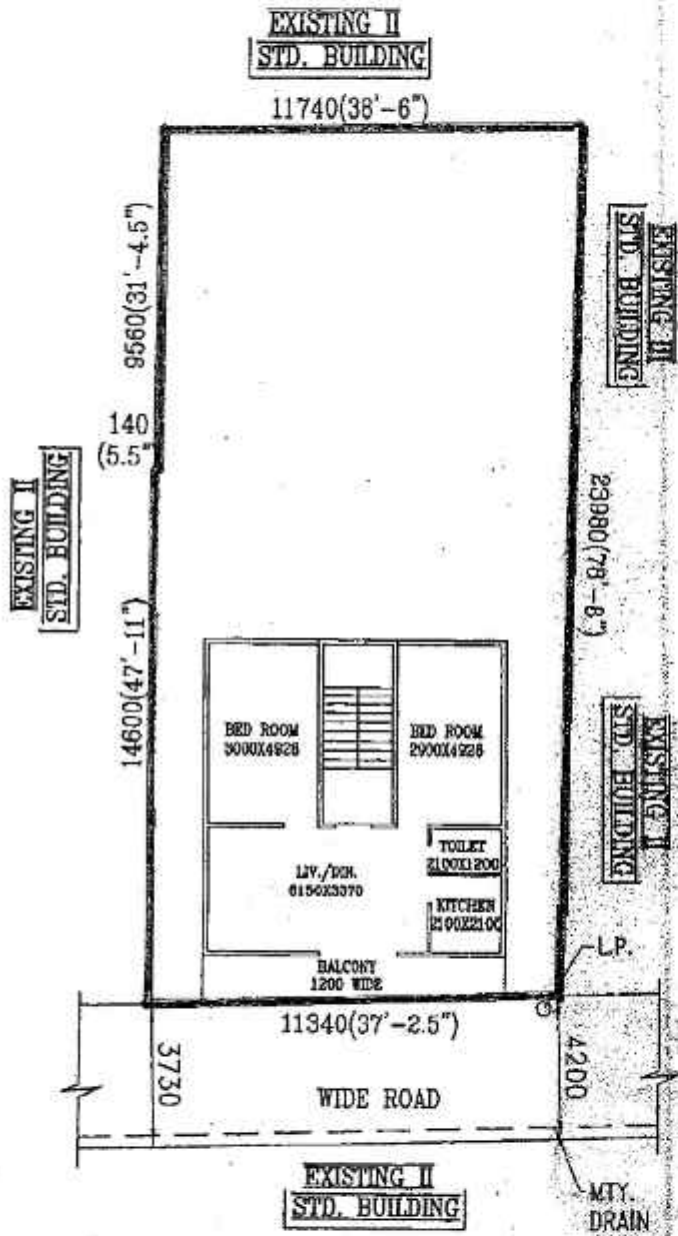 EXISTING II
STD. BUILDING
11740(38'-6")
9560(31'-4.5")
EXISTING III
STD. BUILDING
140
(5.5"
EXISTING II
STD. BUILDING
23980(78'-8")
14600(47'-11")
BED ROOM
3000X4928
BED ROOM
2900X4928
EXISTING II
STD. BUILDING
TOILET
2100X1200
LIV./DIN.
6150X3370
KITCHEN
2100X2100
BALCONY
1200 WIDE
L.P.
11340(37'-2.5")
3730
4200
WIDE ROAD
EXISTING II
STD. BUILDING
MTY.
DRAIN